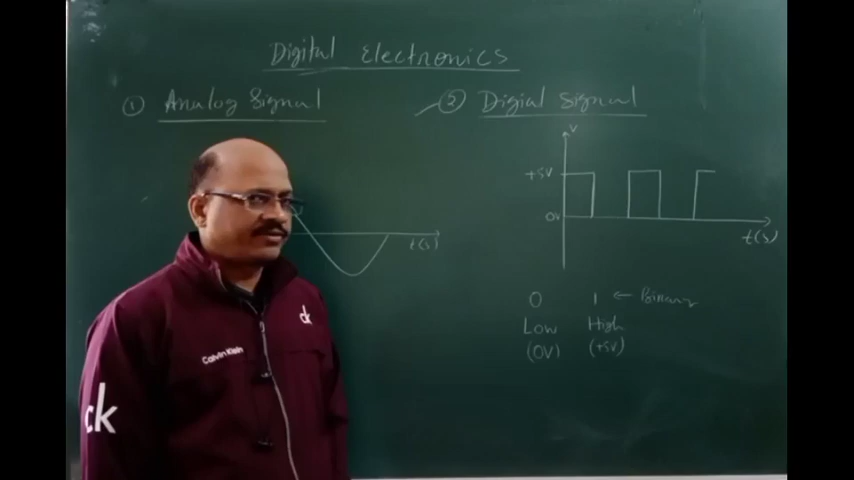 Digital Electronics
① Analog Signal
② Digial Signal
V
+5V
0V
t(s)
t(s)
0 1 ← Binary
Low High
(0V) (+5V)
ck
Calvin Klein
ck